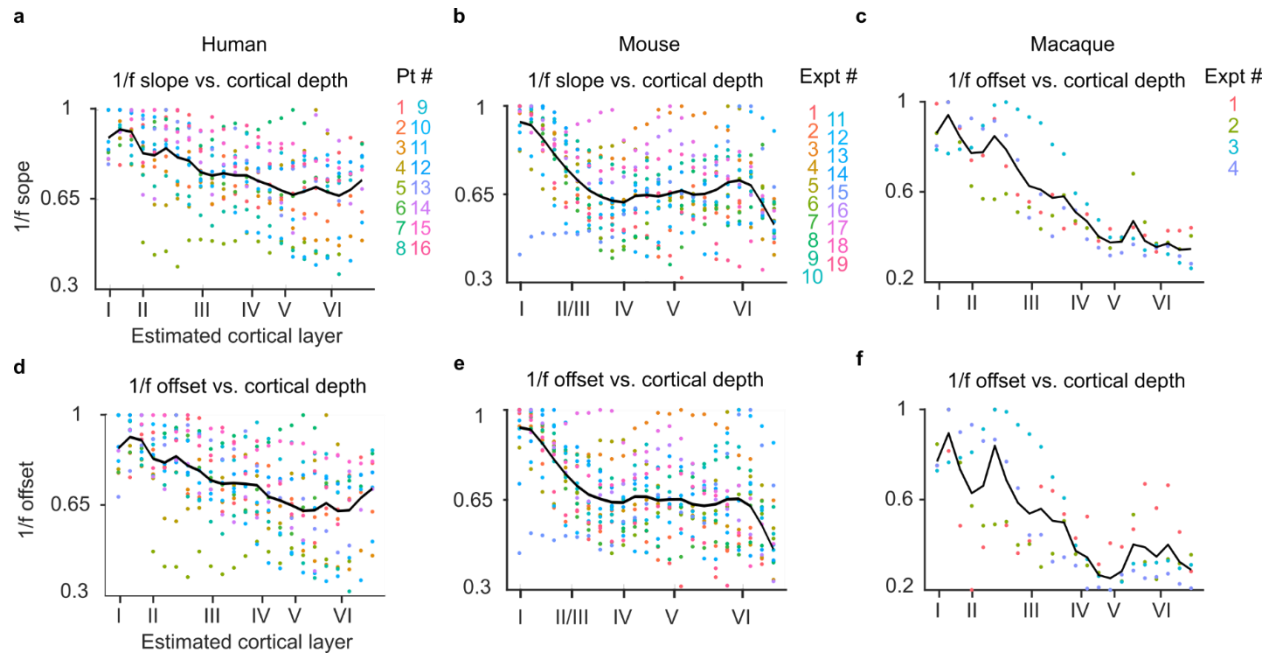 a
b
c
Human
Mouse
Macaque
1/f slope vs. cortical depth
Pt #
1/f slope vs. cortical depth
Expt #
1/f offset vs. cortical depth
Expt #
1/f sope
1
0.65
0.3
I II III IV V VI
Estimated cortical layer
1 9
2 10
3 11
4 12
5 13
6 14
7 15
8 16
1
0.65
0.3
I II/III IV V VI
1 11
2 12
3 13
4 14
5 15
6 16
7 17
8 18
9 19
10
1
0.6
0.2
I II III IV V VI
1
2
3
4
d
e
f
1/f offset vs. cortical depth
1/f offset vs. cortical depth
1/f offset vs. cortical depth
1/f offset
1
0.65
0.3
I II III IV V VI
Estimated cortical layer
1
0.65
0.3
I II/III IV V VI
1
0.6
0.2
I II III IV V VI